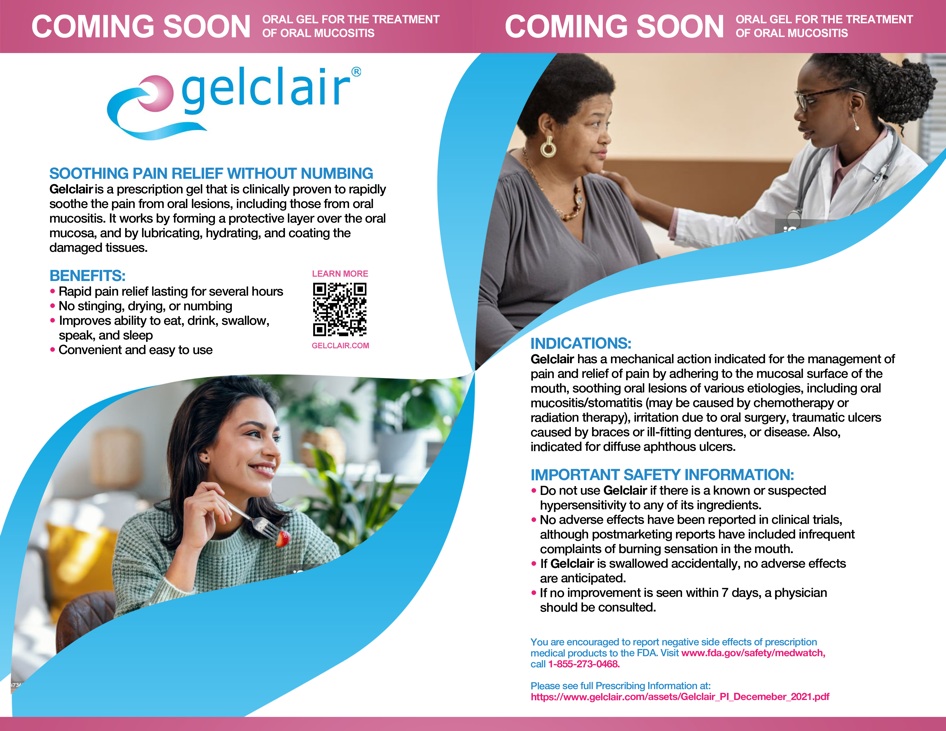 COMING SOON
ORAL GEL FOR THE TREATMENT
OF ORAL MUCOSITIS
gelclair®
SOOTHING PAIN RELIEF WITHOUT NUMBING
Gelclair is a prescription gel that is clinically proven to rapidly
soothe the pain from oral lesions, including those from oral
mucositis. It works by forming a protective layer over the oral
mucosa, and by lubricating, hydrating, and coating the
damaged tissues.
BENEFITS:
• Rapid pain relief lasting for several hours
• No stinging, drying, or numbing
• Improves ability to eat, drink, swallow,
speak, and sleep
• Convenient and easy to use
LEARN MORE
GELCLAIR.COM
COMING SOON
ORAL GEL FOR THE TREATMENT
OF ORAL MUCOSITIS
INDICATIONS:
Gelclair has a mechanical action indicated for the management of
pain and relief of pain by adhering to the mucosal surface of the
mouth, soothing oral lesions of various etiologies, including oral
mucositis/stomatitis (may be caused by chemotherapy or
radiation therapy), irritation due to oral surgery, traumatic ulcers
caused by braces or ill-fitting dentures, or disease. Also,
indicated for diffuse aphthous ulcers.
IMPORTANT SAFETY INFORMATION:
• Do not use Gelclair if there is a known or suspected
hypersensitivity to any of its ingredients.
• No adverse effects have been reported in clinical trials,
although postmarketing reports have included infrequent
complaints of burning sensation in the mouth.
• If Gelclair is swallowed accidentally, no adverse effects
are anticipated.
• If no improvement is seen within 7 days, a physician
should be consulted.
You are encouraged to report negative side effects of prescription
medical products to the FDA. Visit www.fda.gov/safety/medwatch,
call 1-855-273-0468.
Please see full Prescribing Information at:
https://www.gelclair.com/assets/Gelclair_PI_Decemeber_2021.pdf